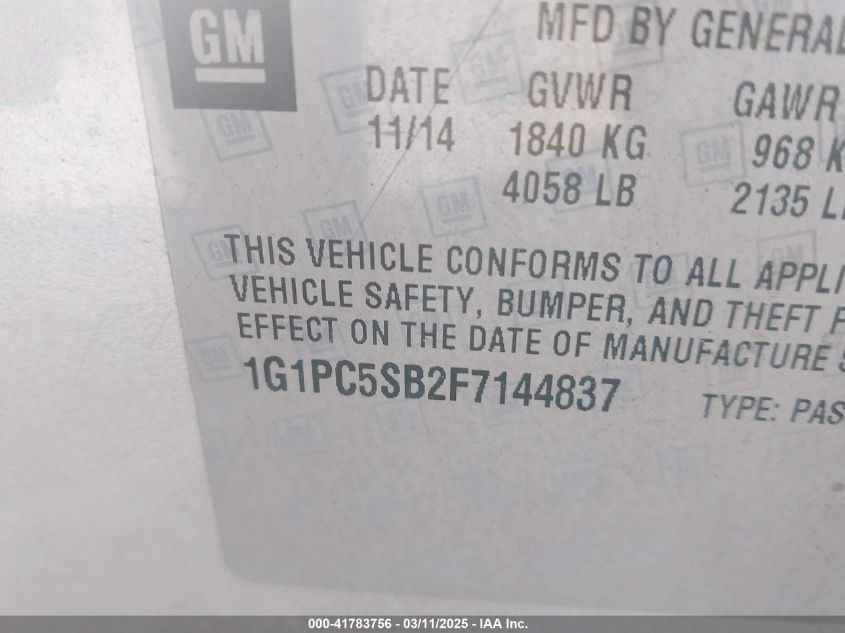 GM
MFD BY GENERAL
DATE GVWR GAWR
11/14 1840 KG 968 K
4058 LB 2135 L
THIS VEHICLE CONFORMS TO ALL APPLI
VEHICLE SAFETY, BUMPER, AND THEFT P
EFFECT ON THE DATE OF MANUFACTURE S
1G1PC5SB2F7144837
TYPE: PAS
000-41783756 - 03/11/2025 - IAA Inc.